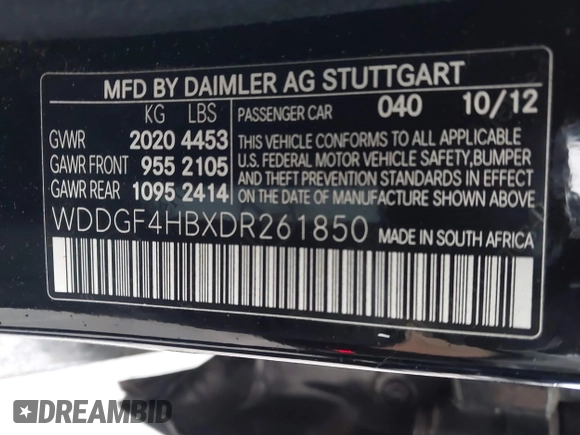 MFD BY DAIMLER AG STUTTGART
KG LBS PASSENGER CAR 040 10/12
GVWR 2020 4453
GAWR FRONT 955 2105
GAWR REAR 1095 2414
THIS VEHICLE CONFORMS TO ALL APPLICABLE
U.S. FEDERAL MOTOR VEHICLE SAFETY,BUMPER
AND THEFT PREVENTION STANDARDS IN EFFECT
ON THE DATE OF MANUFACTURE SHOWN ABOVE.
WDDGF4HBXDR261850 MADE IN SOUTH AFRICA
DREAMBID